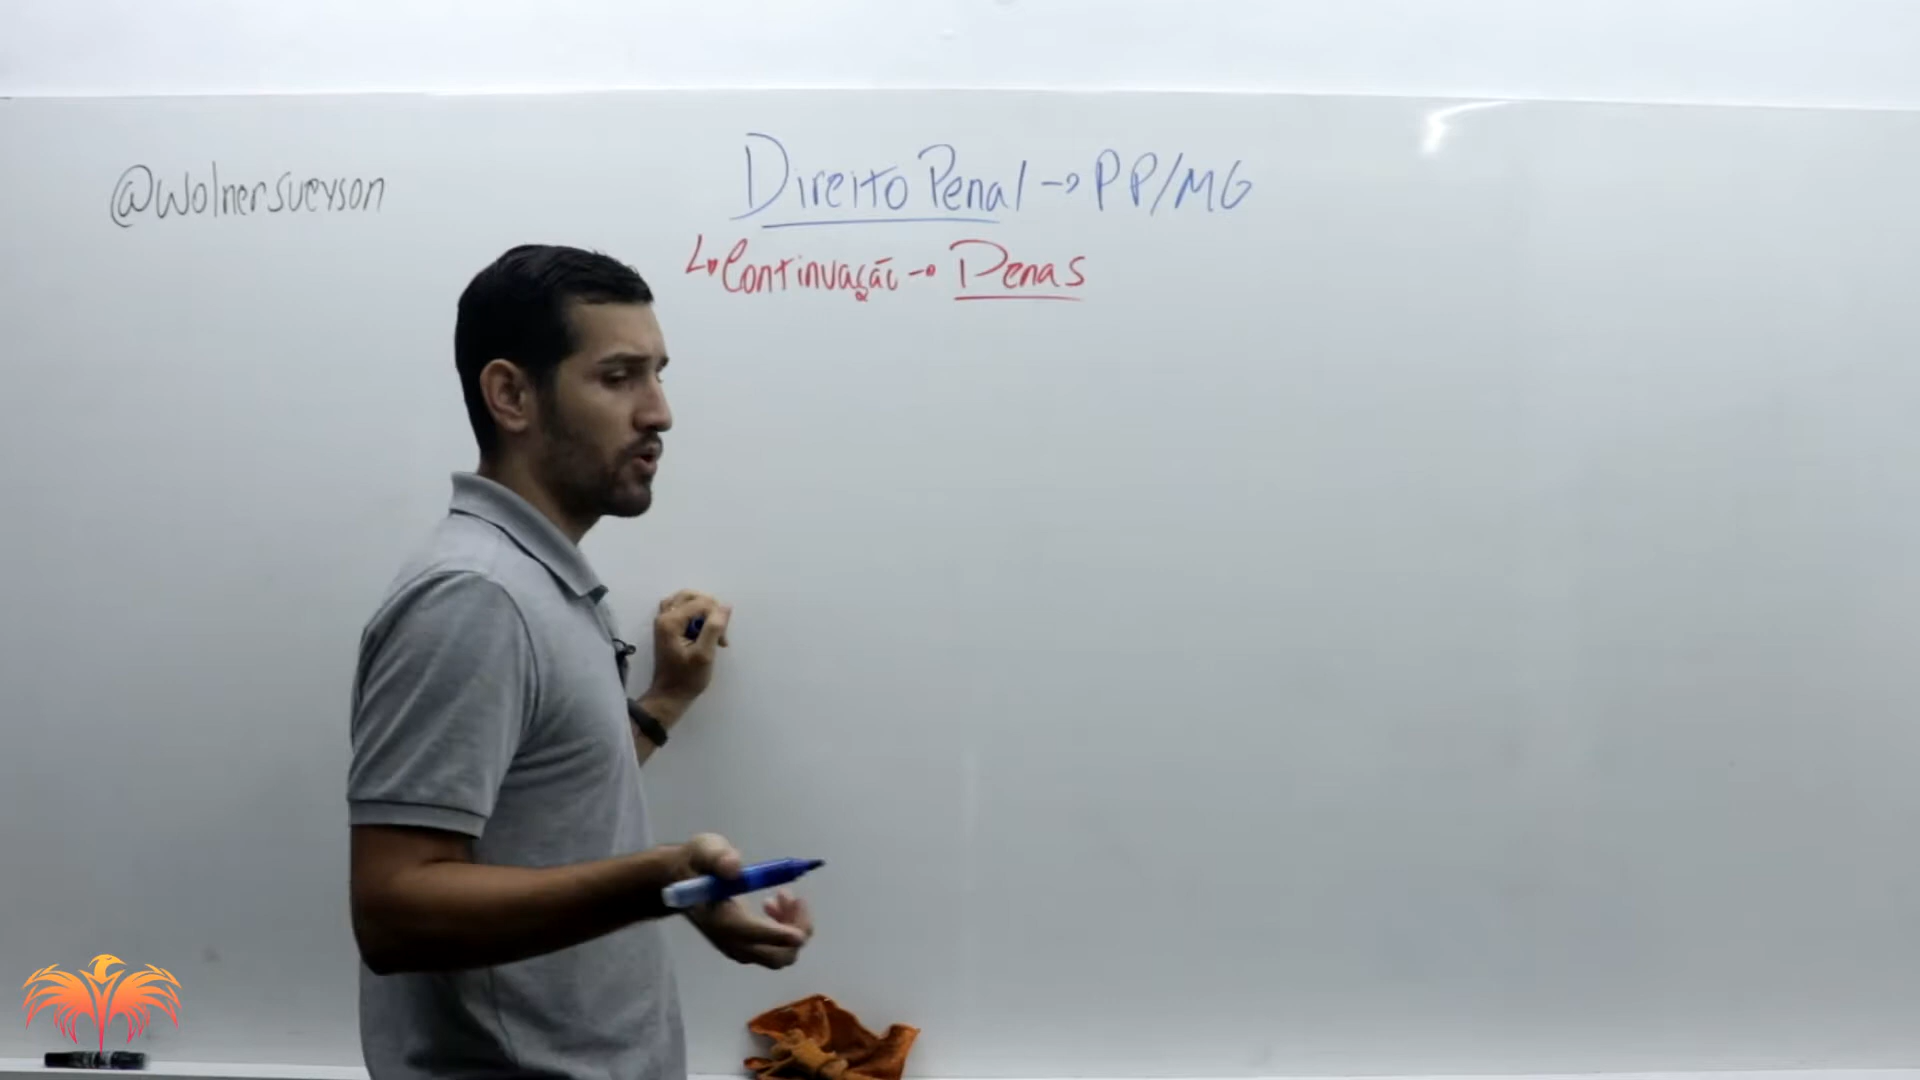 @wolnersueyson
Direito Penal → PP/MG
↳ Continuação → Penas